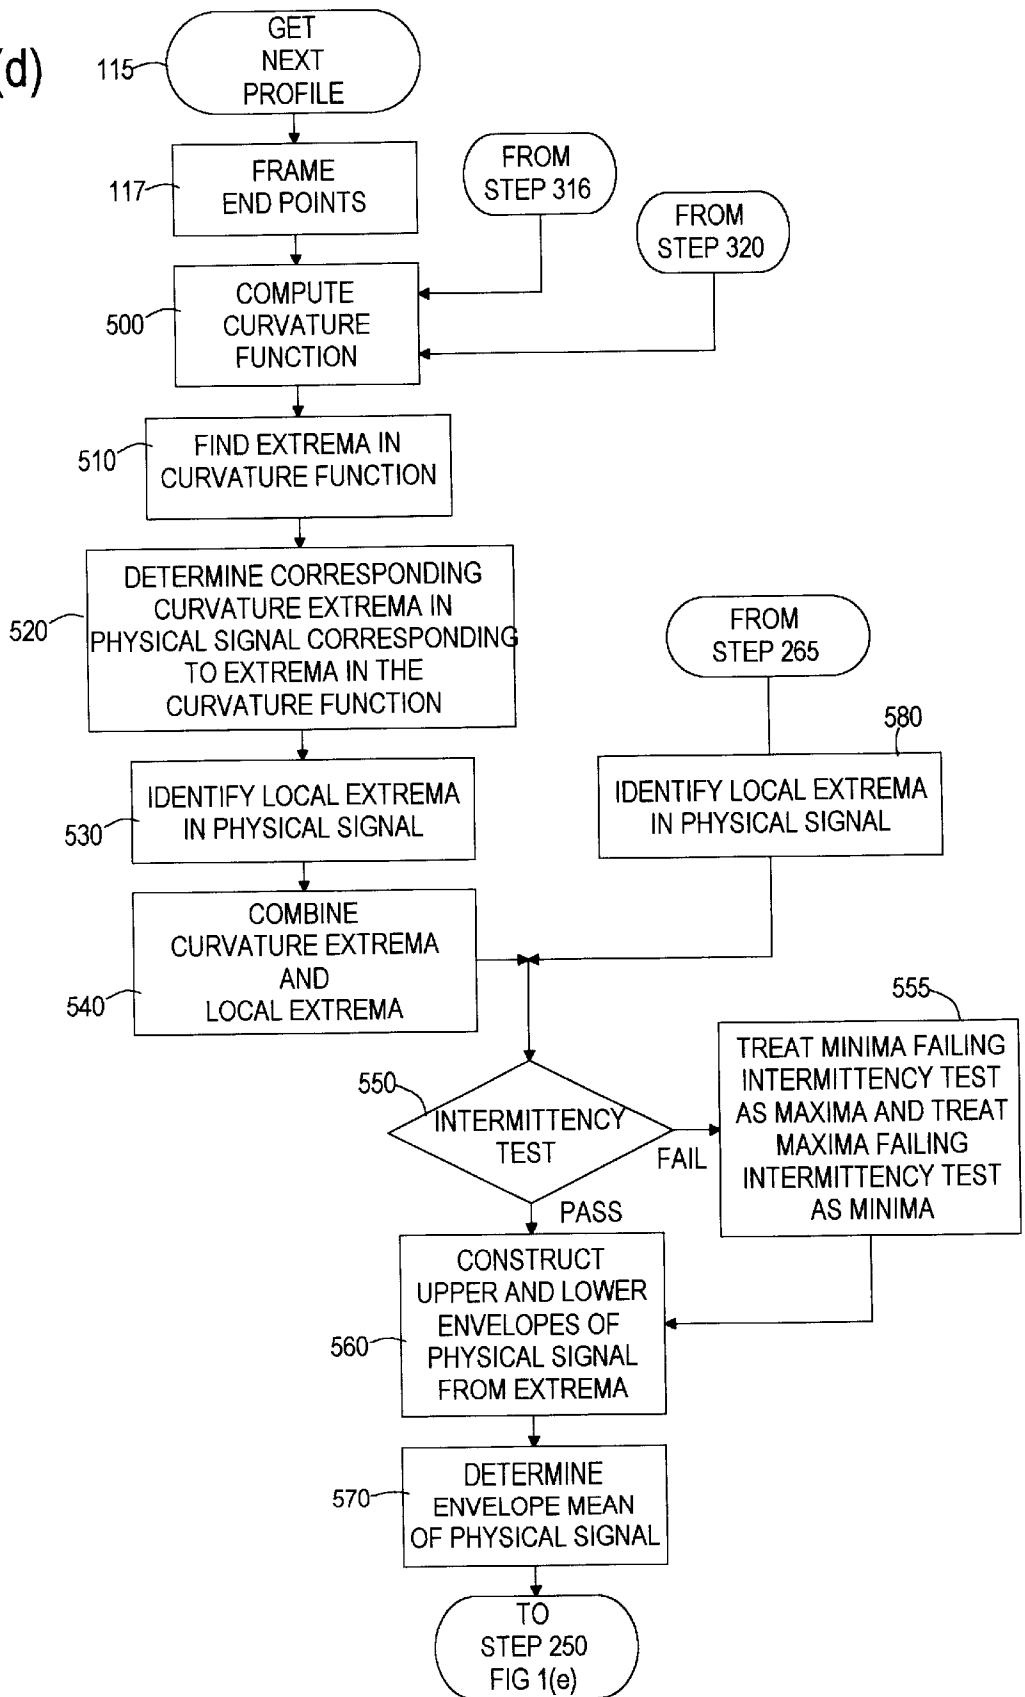 (d)
GET
NEXT
PROFILE
115
FRAME
END POINTS
117
FROM
STEP 316
FROM
STEP 320
COMPUTE
CURVATURE
FUNCTION
500
FIND EXTREMA IN
CURVATURE FUNCTION
510
DETERMINE CORRESPONDING
CURVATURE EXTREMA IN
PHYSICAL SIGNAL CORRESPONDING
TO EXTREMA IN THE
CURVATURE FUNCTION
520
FROM
STEP 265
580
IDENTIFY LOCAL EXTREMA
IN PHYSICAL SIGNAL
530
IDENTIFY LOCAL EXTREMA
IN PHYSICAL SIGNAL
COMBINE
CURVATURE EXTREMA
AND
LOCAL EXTREMA
540
555
TREAT MINIMA FAILING
INTERMITTENCY TEST
AS MAXIMA AND TREAT
MAXIMA FAILING
INTERMITTENCY TEST
AS MINIMA
550
INTERMITTENCY
TEST
FAIL
PASS
CONSTRUCT
UPPER AND LOWER
ENVELOPES OF
PHYSICAL SIGNAL
FROM EXTREMA
560
DETERMINE
ENVELOPE MEAN
OF PHYSICAL SIGNAL
570
TO
STEP 250
FIG 1(e)